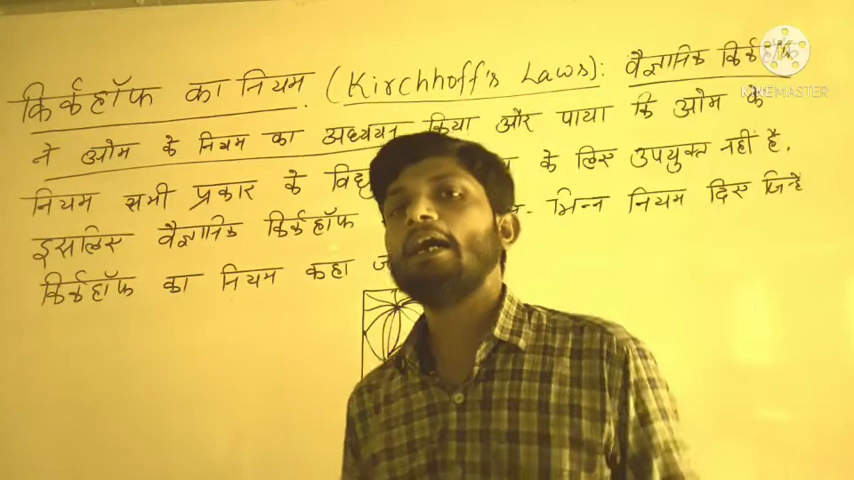 किर्कहॉफ का नियम (Kirchhoff's Laws): वैज्ञानिक
ने ओम के नियम का अध्ययन किया और पाया कि ओम के
नियम सभी प्रकार के के लिए उपयुक्त नहीं है.
इसलिए वैज्ञानिक किर्कहॉफ भिन्न नियम दिए जिन्हें
किर्कहॉफ का नियम कहा
KINEMASTER